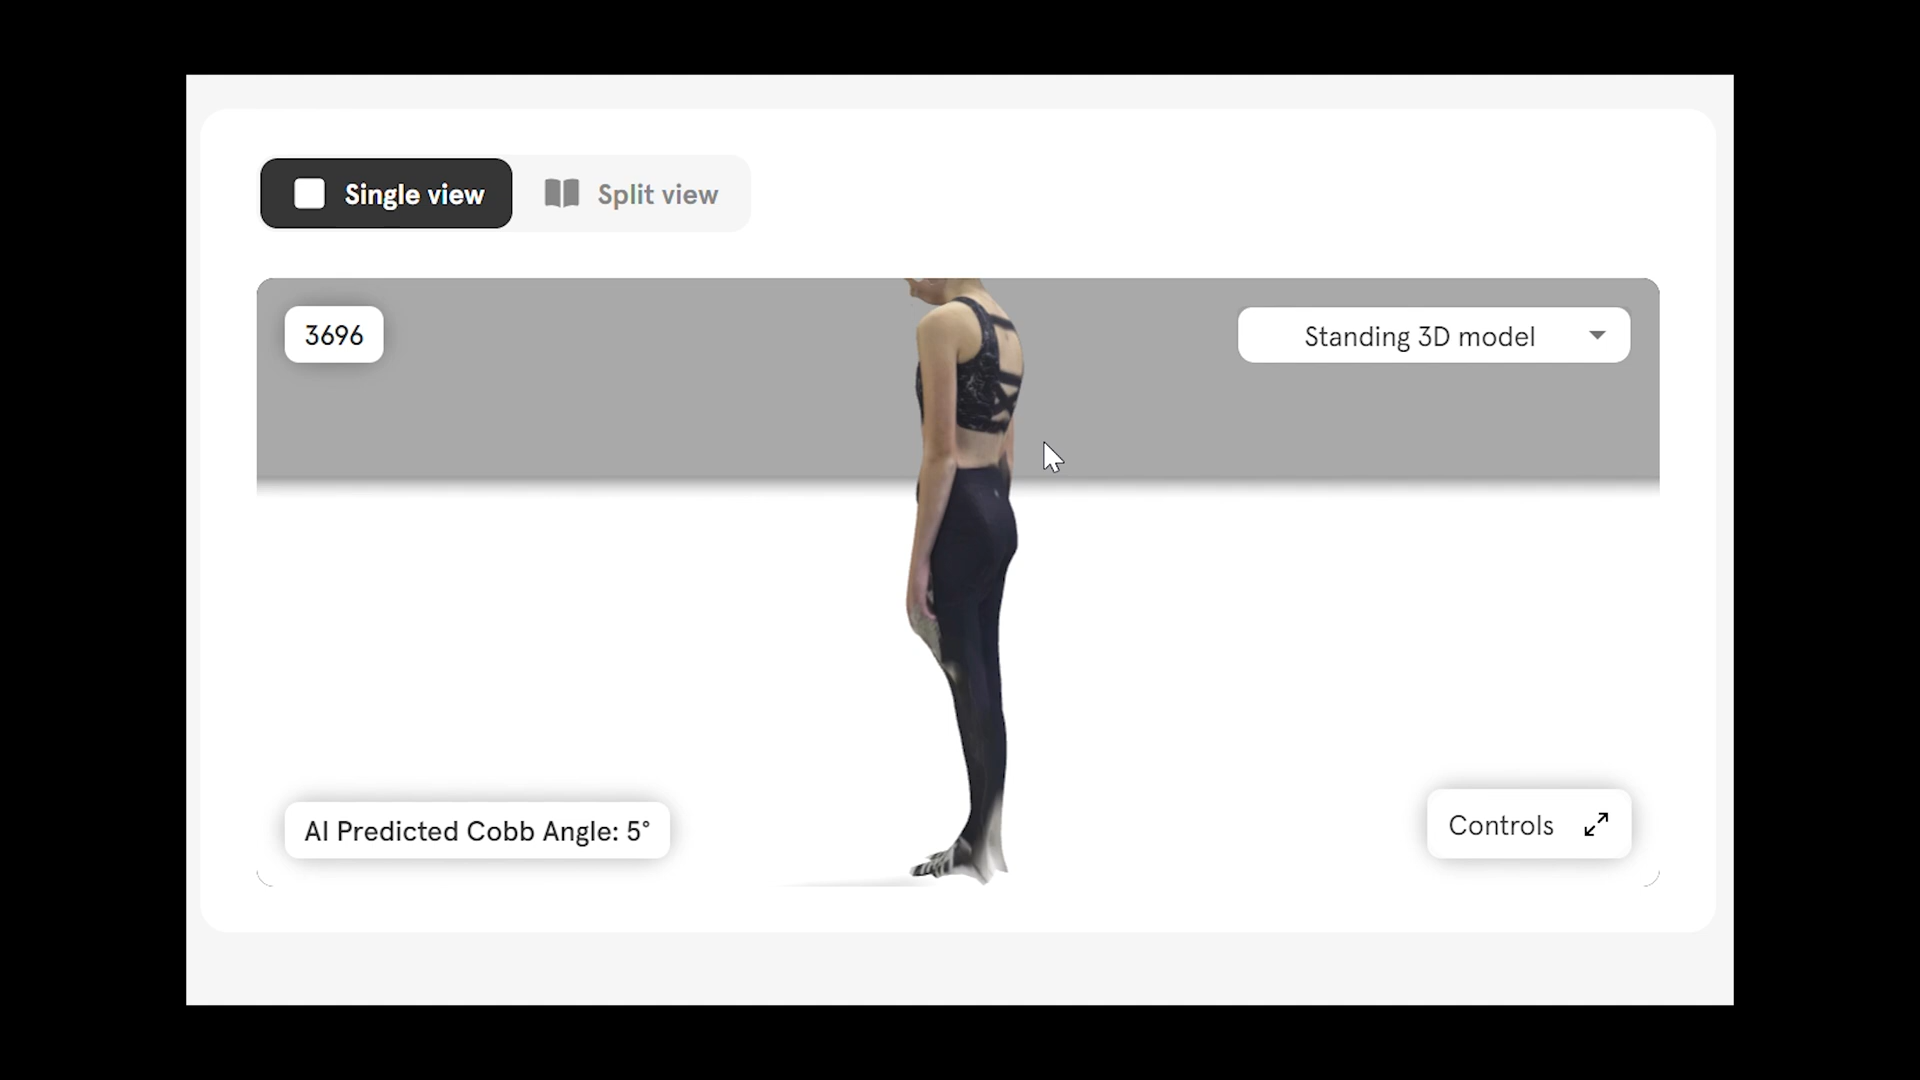 Single view
Split view
3696
Standing 3D model
AI Predicted Cobb Angle: 5°
Controls